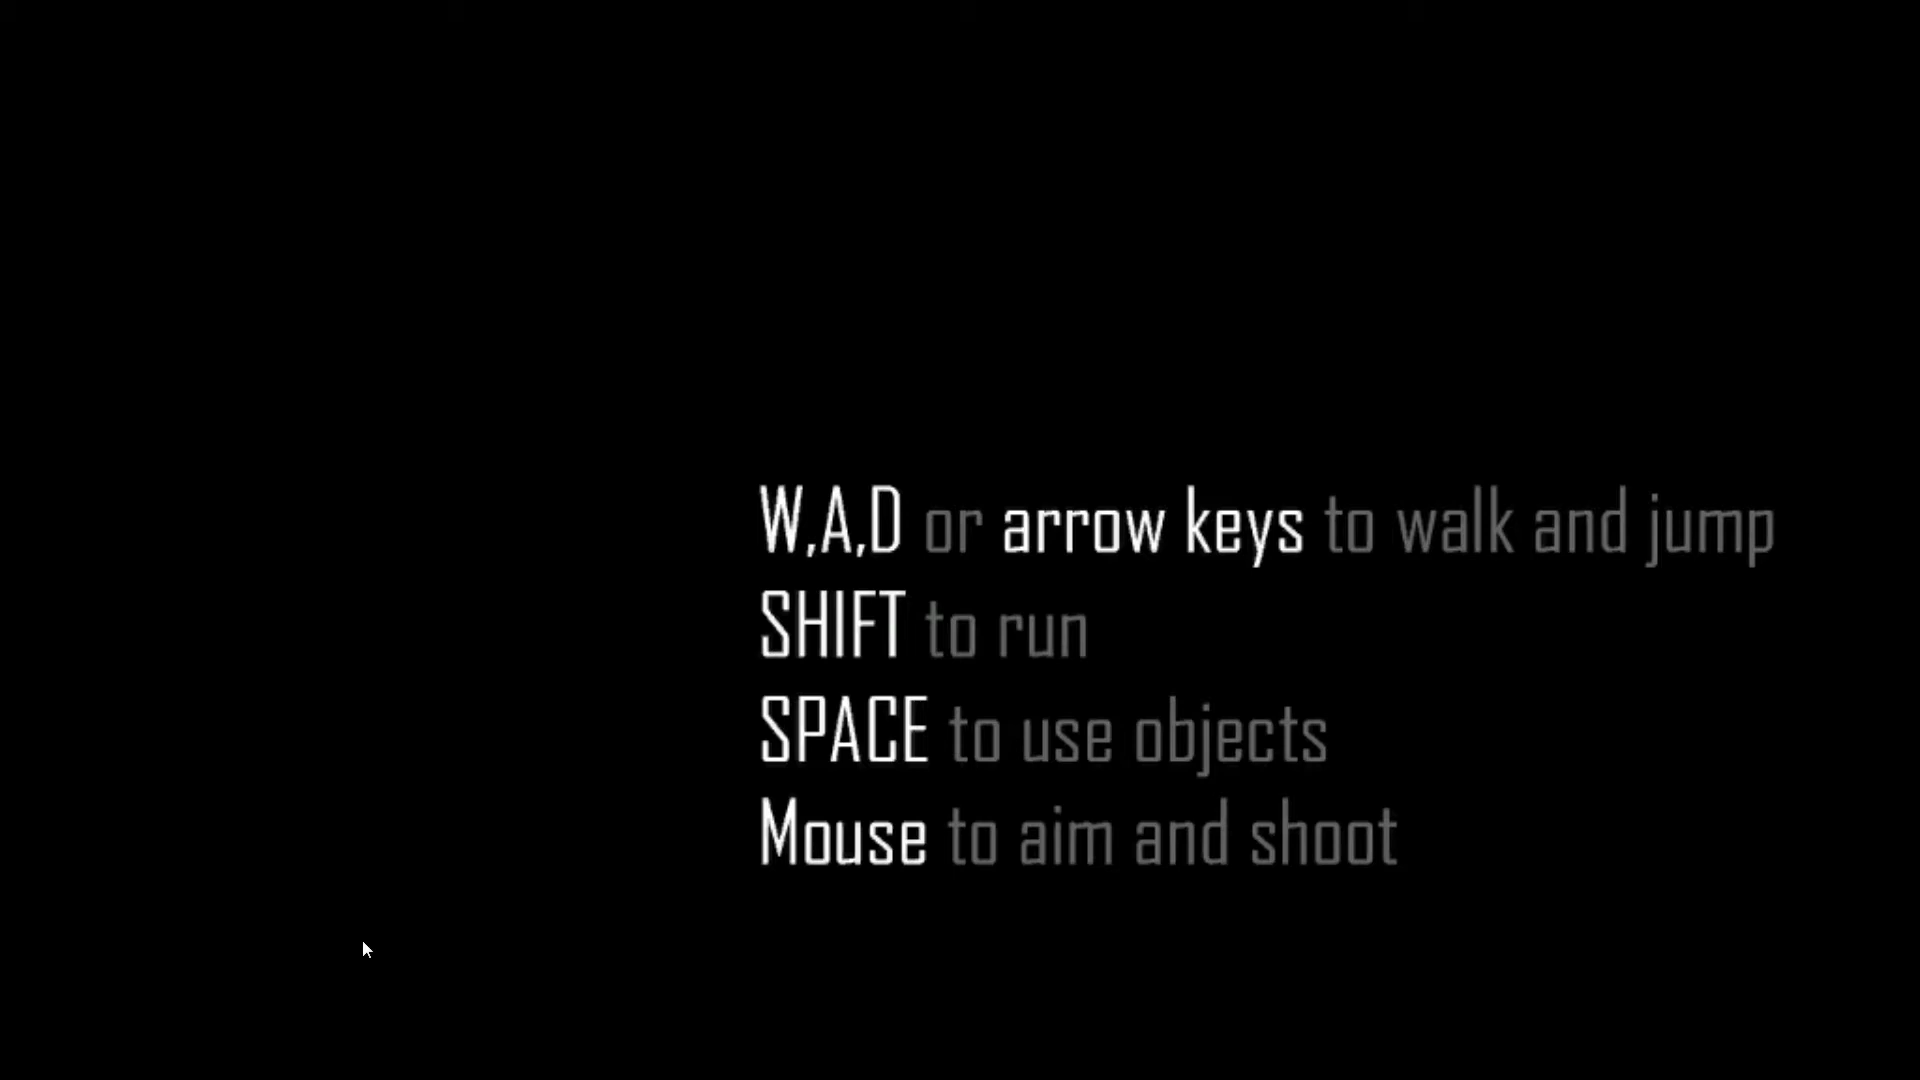 W,A,D or arrow keys to walk and jump
SHIFT to run
SPACE to use objects
Mouse to aim and shoot